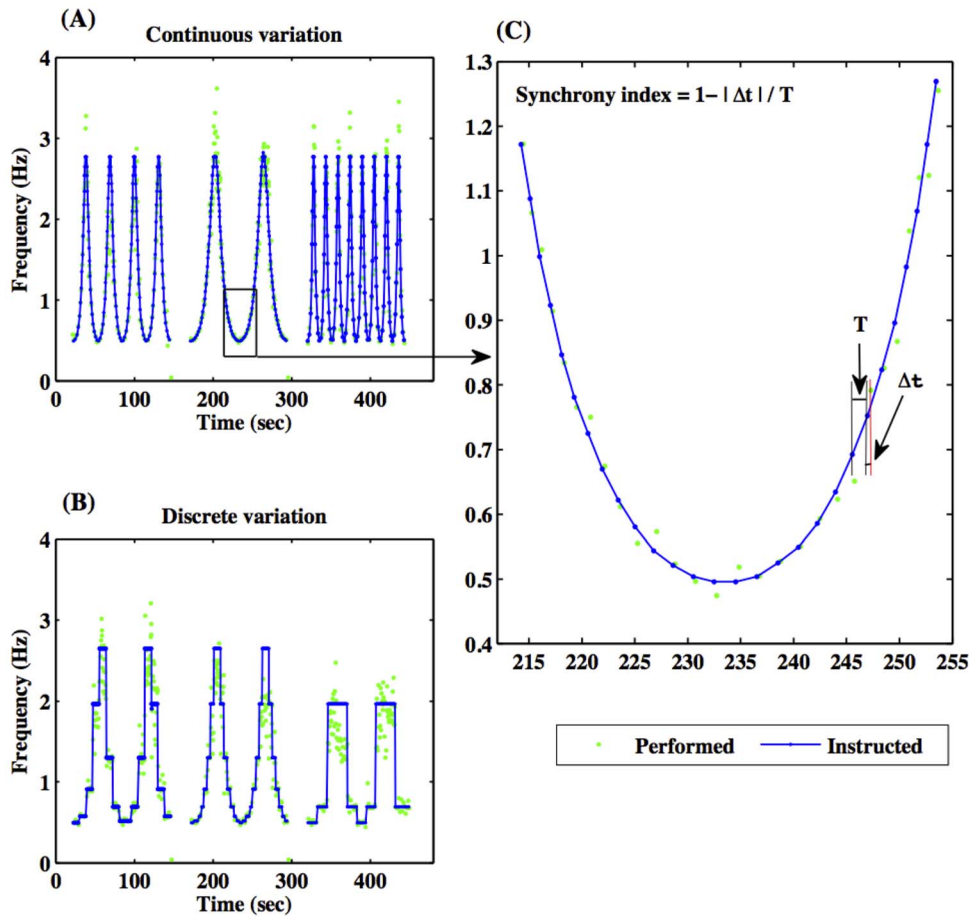 (A)
Continuous variation
4
3
2
1
0
0 100 200 300 400
Time (sec)
Frequency (Hz)
(B)
Discrete variation
4
3
2
1
0
0 100 200 300 400
Time (sec)
Frequency (Hz)
(C)
Synchrony index = 1− | Δt | / T
1.3
1.2
1.1
1
0.9
0.8
0.7
0.6
0.5
0.4
T
Δt
215 220 225 230 235 240 245 250 255
Performed Instructed